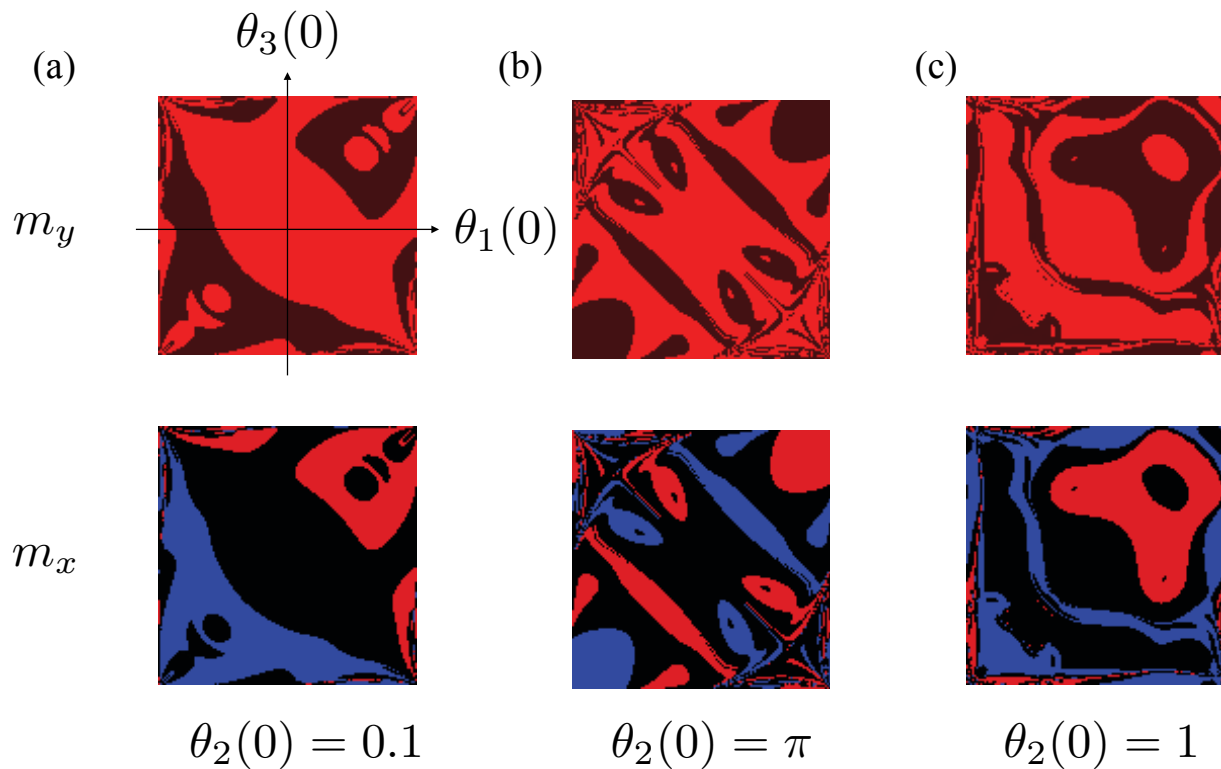 θ₃(0)
(a)
(b)
(c)
m_y
θ₁(0)
m_x
θ₂(0) = 0.1
θ₂(0) = π
θ₂(0) = 1